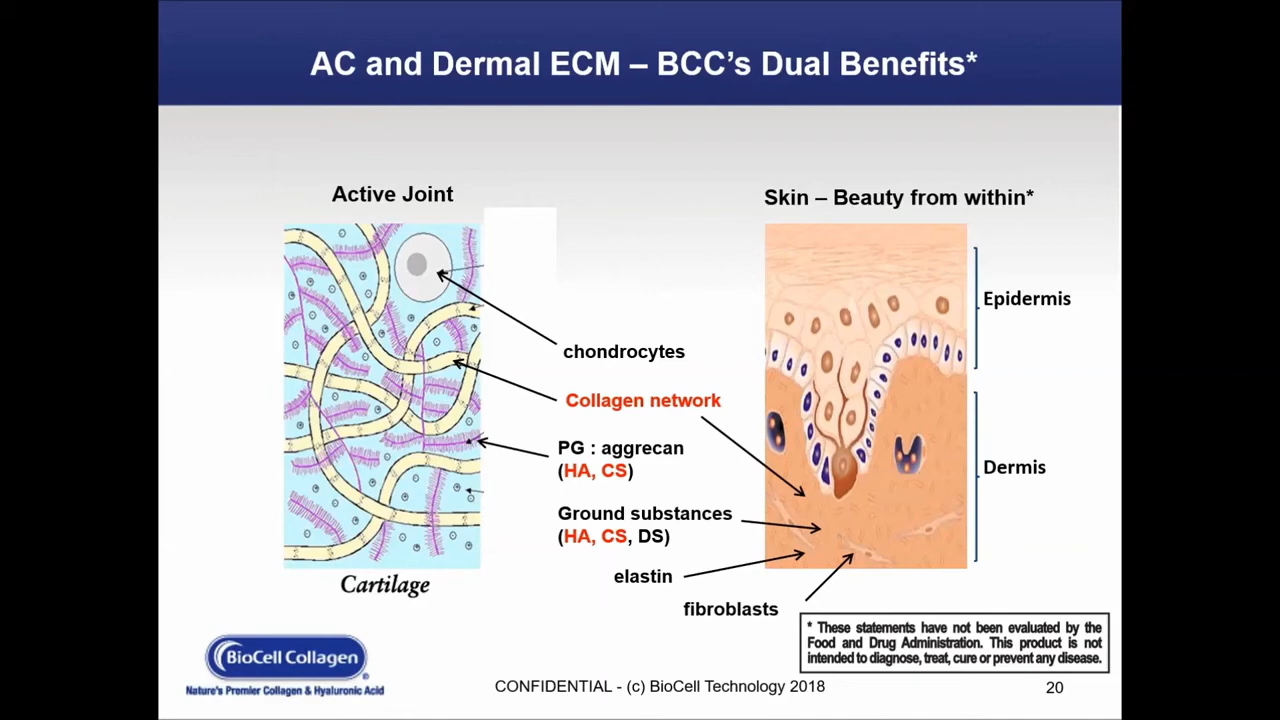 AC and Dermal ECM – BCC's Dual Benefits*
Active Joint
Skin – Beauty from within*
Epidermis
chondrocytes
Collagen network
PG : aggrecan
(HA, CS)
Dermis
Ground substances
(HA, CS, DS)
elastin
Cartilage
fibroblasts
* These statements have not been evaluated by the
Food and Drug Administration. This product is not
intended to diagnose, treat, cure or prevent any disease.
BioCell Collagen®
Nature's Premier Collagen & Hyaluronic Acid
CONFIDENTIAL - (c) BioCell Technology 2018
20